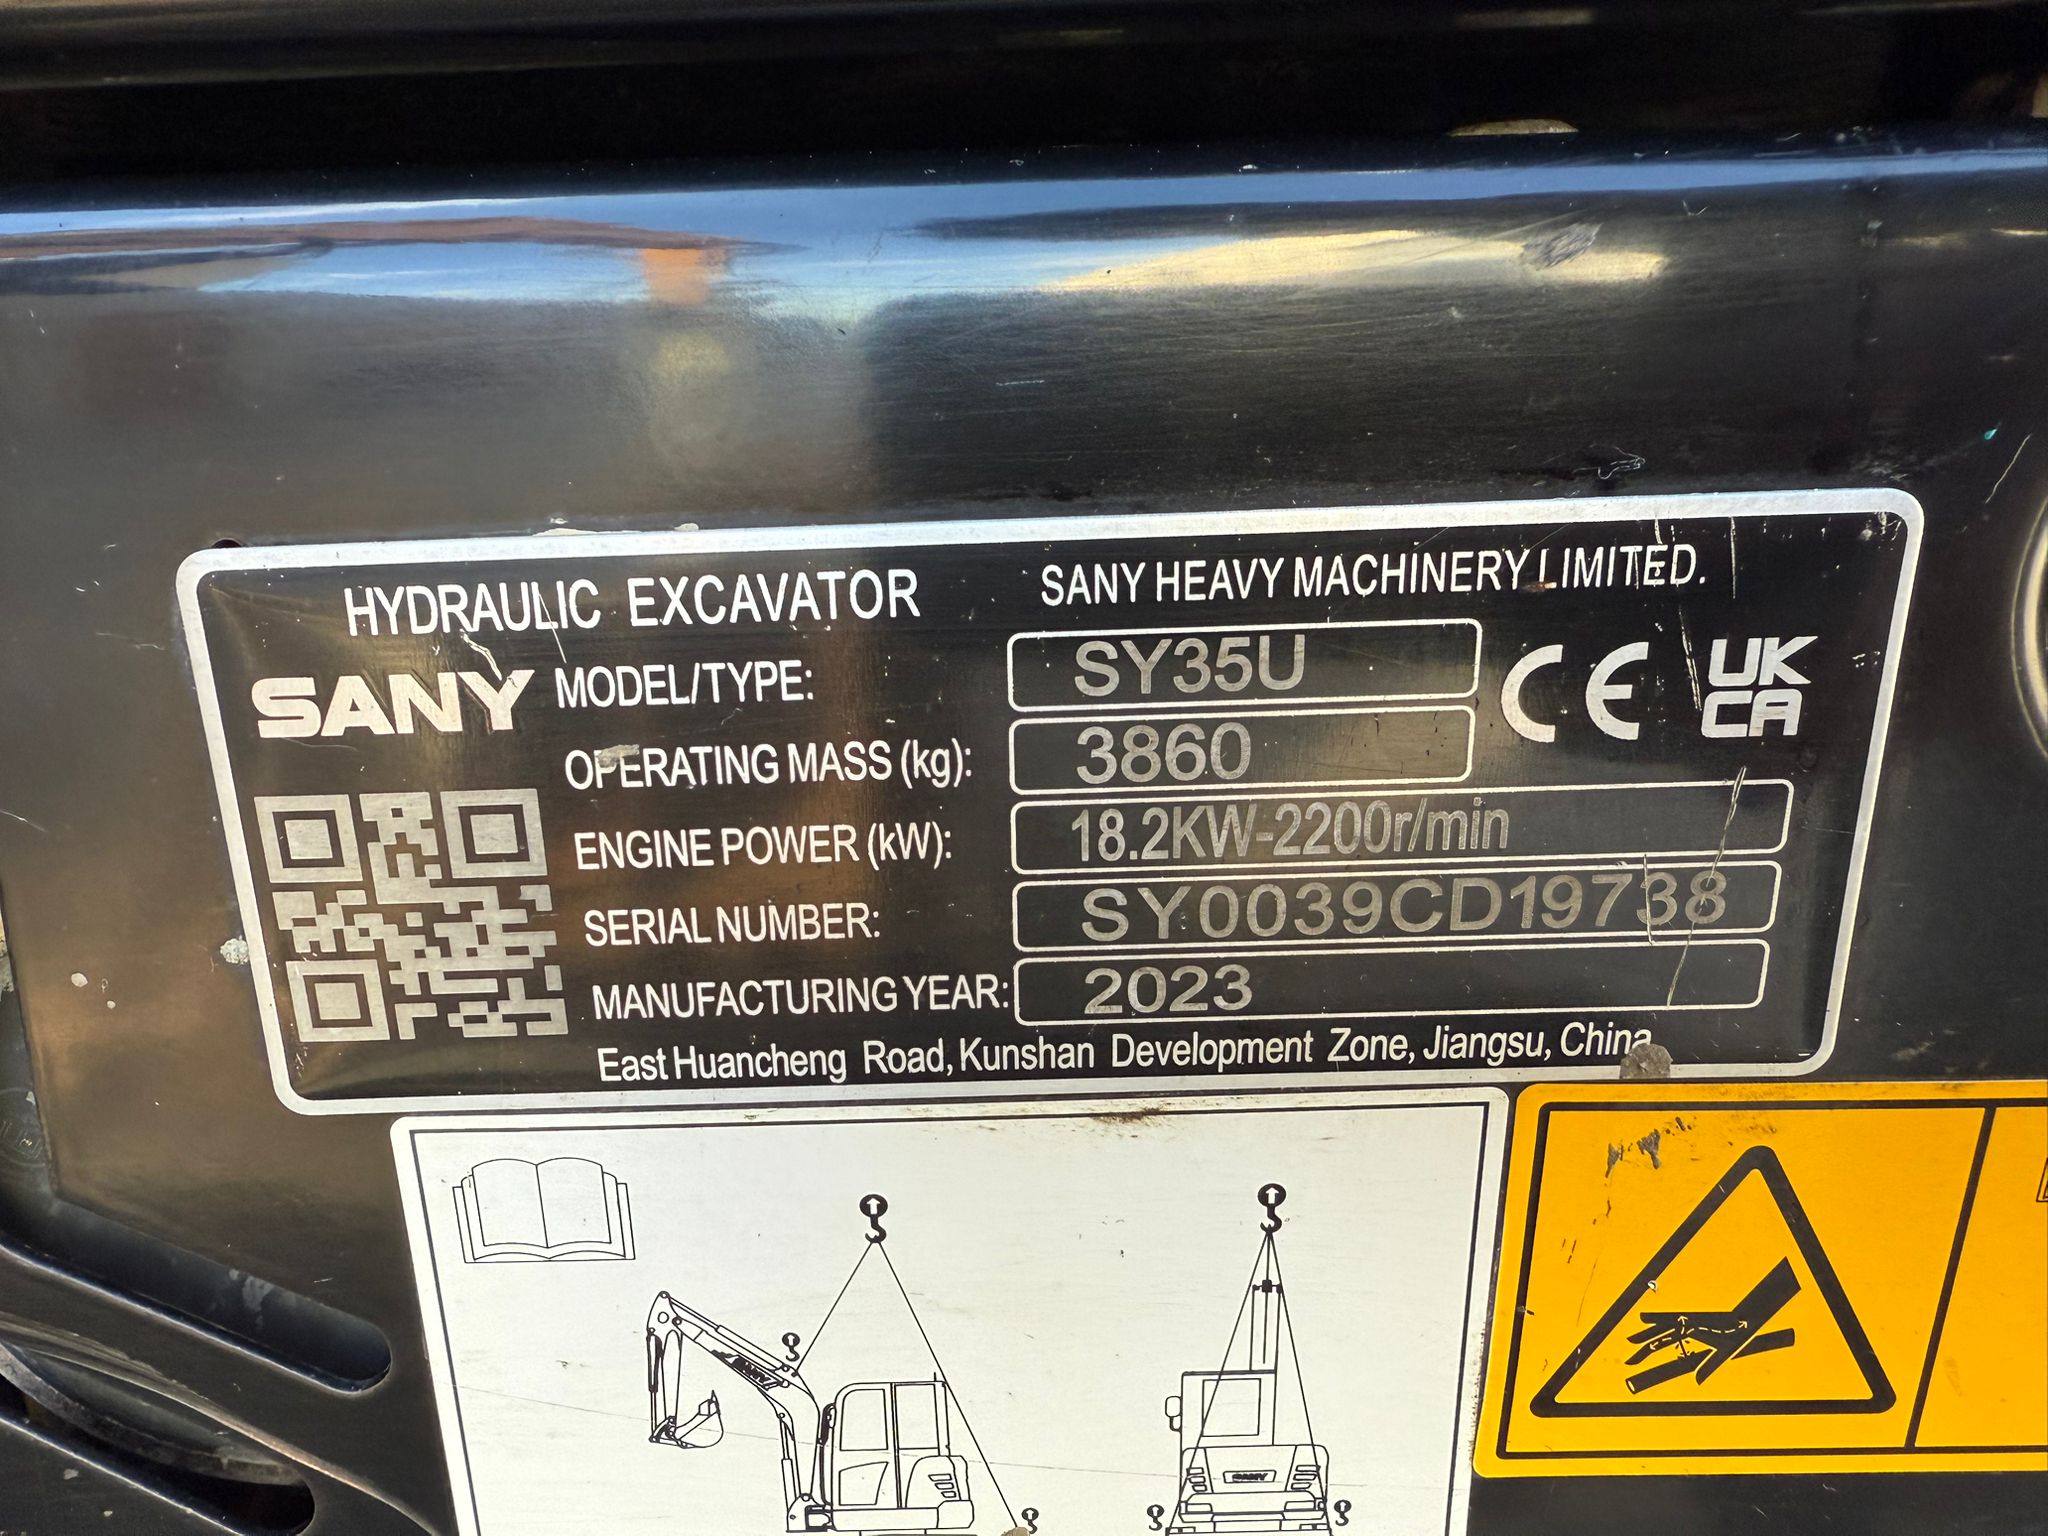 HYDRAULIC EXCAVATOR SANY HEAVY MACHINERY LIMITED.
SANY
MODEL/TYPE: SY35U
CE UK CA
OPERATING MASS (kg): 3860
ENGINE POWER (kW): 18.2KW-2200r/min
SERIAL NUMBER: SY0039CD19738
MANUFACTURING YEAR: 2023
East Huancheng Road, Kunshan Development Zone, Jiangsu, China
SANY
SANY